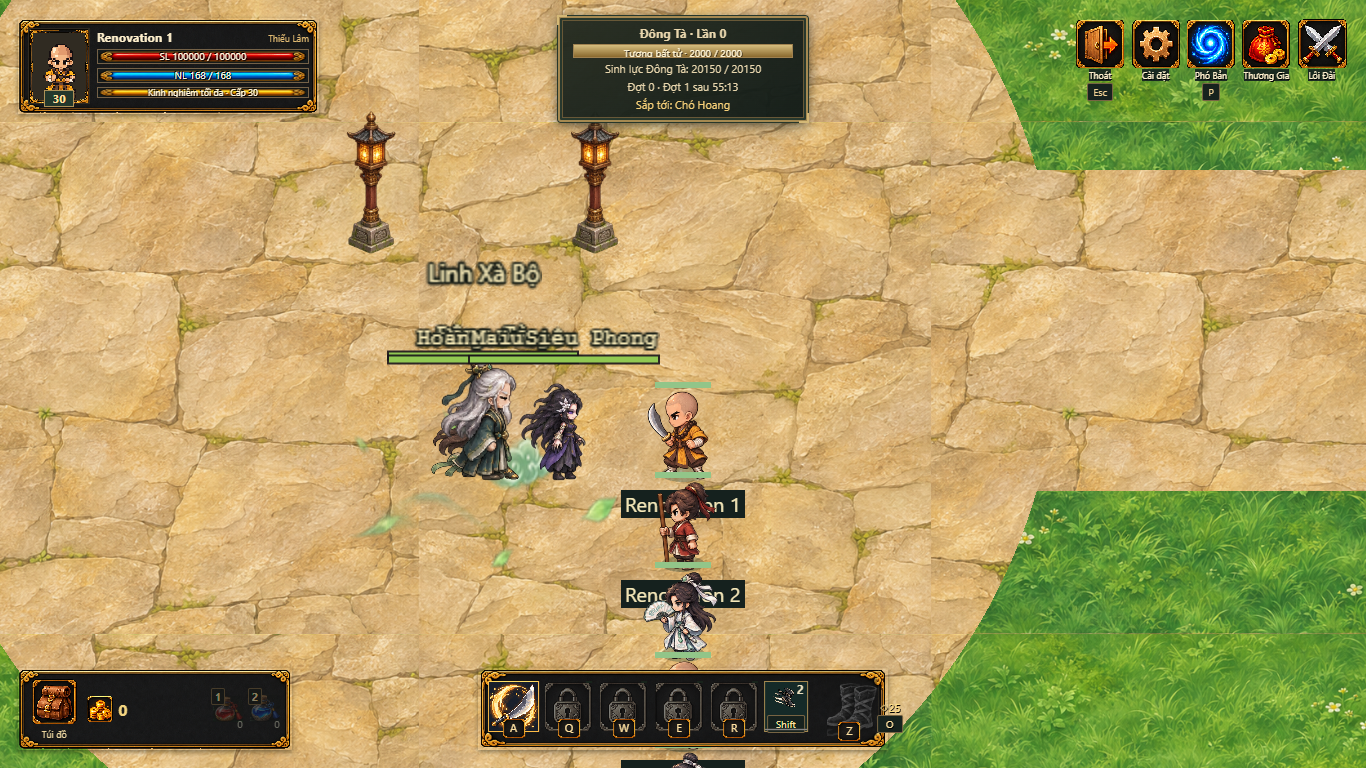 Renovation 1
Thiếu Lâm
SL 100000 / 100000
NL 168 / 168
Kinh nghiệm tối đa · Cấp 30
30
Đông Tà · Lần 0
Tượng bất tử · 2000 / 2000
Sinh lực Đông Tà: 20150 / 20150
Đợt 0 · Đợt 1 sau 55:13
Sắp tới: Chó Hoang
Thoát
Esc
Cài đặt
Phó Bản
P
Thương Gia
Lôi Đài
Linh Xà Bộ
Siêu Phong
Túi đồ
0
1
0
2
0
A
Q
W
E
R
2
Shift
Z
25
O